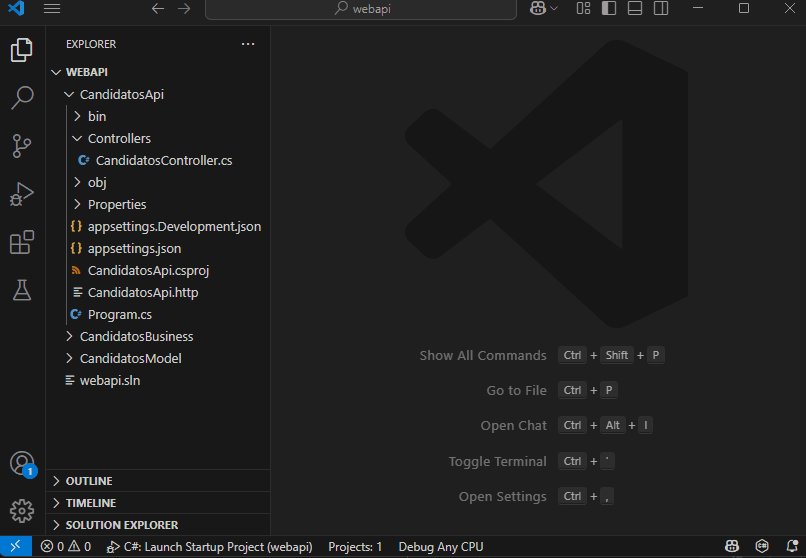 webapi
EXPLORER
WEBAPI
CandidatosApi
bin
Controllers
C# CandidatosController.cs
obj
Properties
{} appsettings.Development.json
{} appsettings.json
CandidatosApi.csproj
CandidatosApi.http
C# Program.cs
CandidatosBusiness
CandidatosModel
webapi.sln
Show All Commands Ctrl + Shift + P
Go to File Ctrl + P
Open Chat Ctrl + Alt + I
Toggle Terminal Ctrl + `
Open Settings Ctrl + ,
1
OUTLINE
TIMELINE
SOLUTION EXPLORER
0 0 C#: Launch Startup Project (webapi) Projects: 1 Debug Any CPU